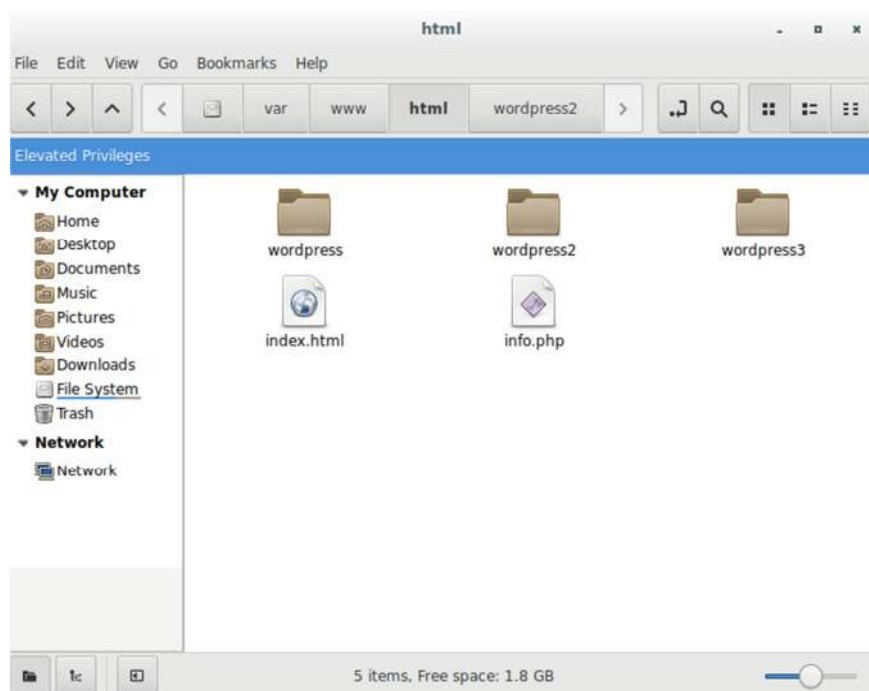 html
File Edit View Go Bookmarks Help
var www html wordpress2
Elevated Privileges
My Computer
Home
Desktop
Documents
Music
Pictures
Videos
Downloads
File System
Trash
Network
Network
wordpress wordpress2 wordpress3
index.html info.php
5 items, Free space: 1.8 GB